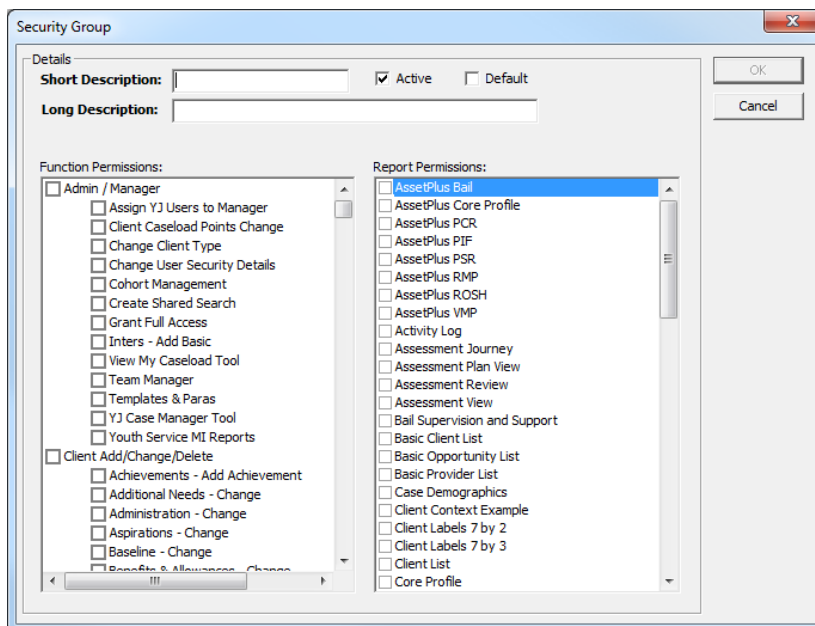 Security Group
Details
Short Description:
Active
Default
OK
Long Description:
Cancel
Function Permissions:
Admin / Manager
Assign YJ Users to Manager
Client Caseload Points Change
Change Client Type
Change User Security Details
Cohort Management
Create Shared Search
Grant Full Access
Inters - Add Basic
View My Caseload Tool
Team Manager
Templates & Paras
YJ Case Manager Tool
Youth Service MI Reports
Client Add/Change/Delete
Achievements - Add Achievement
Additional Needs - Change
Administration - Change
Aspirations - Change
Baseline - Change
Benefits & Allowances - Change
Report Permissions:
AssetPlus Bail
AssetPlus Core Profile
AssetPlus PCR
AssetPlus PIF
AssetPlus PSR
AssetPlus RMP
AssetPlus ROSH
AssetPlus VMP
Activity Log
Assessment Journey
Assessment Plan View
Assessment Review
Assessment View
Bail Supervision and Support
Basic Client List
Basic Opportunity List
Basic Provider List
Case Demographics
Client Context Example
Client Labels 7 by 2
Client Labels 7 by 3
Client List
Core Profile